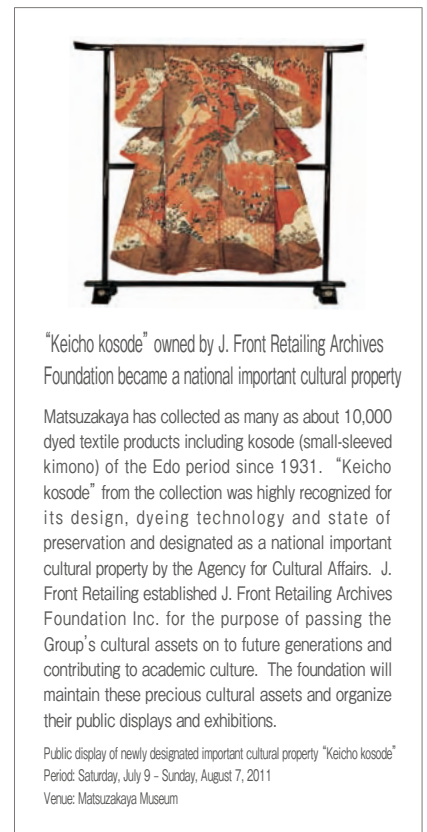 “Keicho kosode” owned by J. Front Retailing Archives
Foundation became a national important cultural property
Matsuzakaya has collected as many as about 10,000
dyed textile products including kosode (small-sleeved
kimono) of the Edo period since 1931. “Keicho
kosode” from the collection was highly recognized for
its design, dyeing technology and state of
preservation and designated as a national important
cultural property by the Agency for Cultural Affairs. J.
Front Retailing established J. Front Retailing Archives
Foundation Inc. for the purpose of passing the
Group’s cultural assets on to future generations and
contributing to academic culture. The foundation will
maintain these precious cultural assets and organize
their public displays and exhibitions.
Public display of newly designated important cultural property “Keicho kosode”
Period: Saturday, July 9 – Sunday, August 7, 2011
Venue: Matsuzakaya Museum